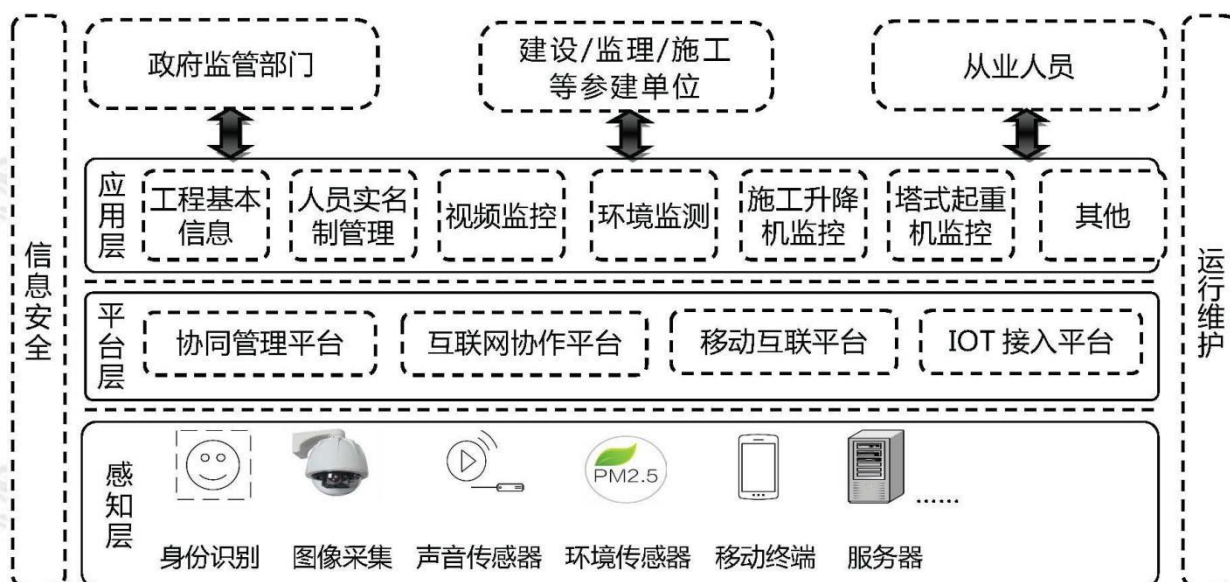 政府监管部门
建设/监理/施工
等参建单位
从业人员
信息安全
运行维护
应用层
工程基本
信息
人员实名
制管理
视频监控
环境监测
施工升降
机监控
塔式起重
机监控
其他
平台层
协同管理平台
互联网协作平台
移动互联平台
IOT 接入平台
感知层
PM2.5
......
身份识别
图像采集
声音传感器
环境传感器
移动终端
服务器